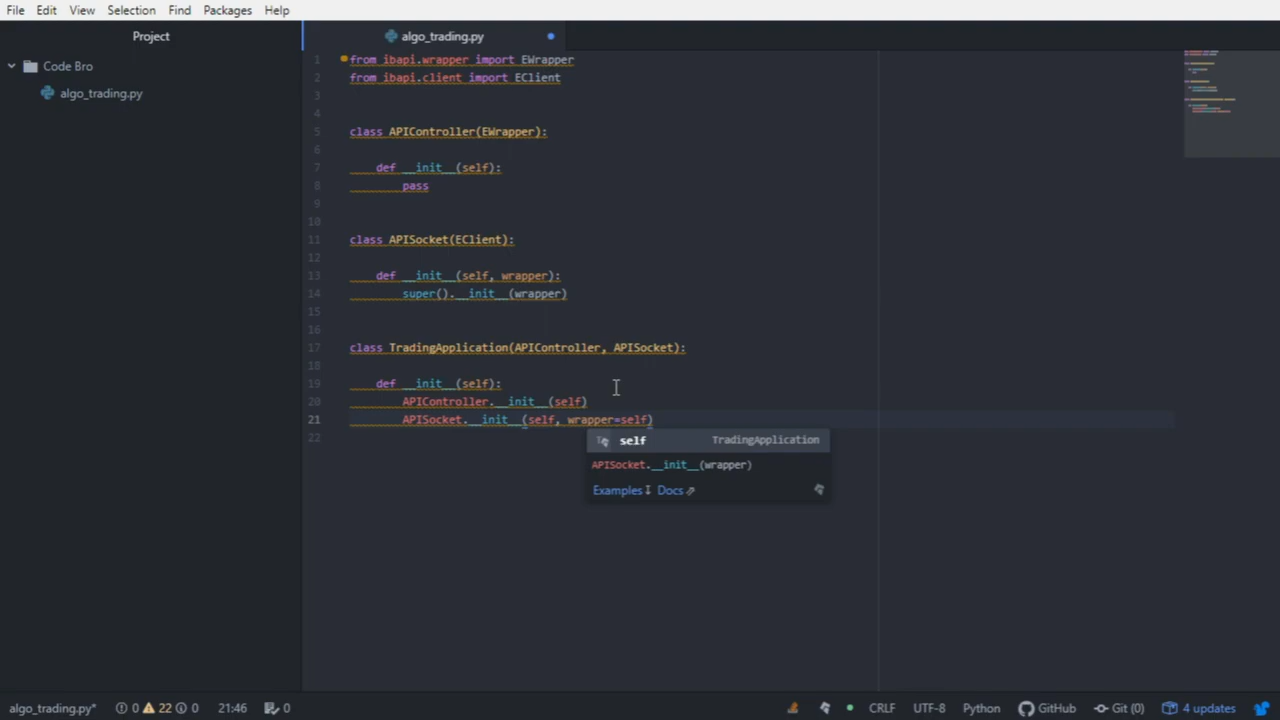 File Edit View Selection Find Packages Help
Project
algo_trading.py
Code Bro
algo_trading.py
1 from ibapi.wrapper import EWrapper
2 from ibapi.client import EClient
3
4
5 class APIController(EWrapper):
6
7 def __init__(self):
8 pass
9
10
11 class APISocket(EClient):
12
13 def __init__(self, wrapper):
14 super().__init__(wrapper)
15
16
17 class TradingApplication(APIController, APISocket):
18
19 def __init__(self):
20 APIController.__init__(self)
21 APISocket.__init__(self, wrapper=self)
22
self TradingApplication
APISocket.__init__(wrapper)
Examples Docs
algo_trading.py* 0 22 0 21:46 0 CRLF UTF-8 Python GitHub Git (0) 4 updates